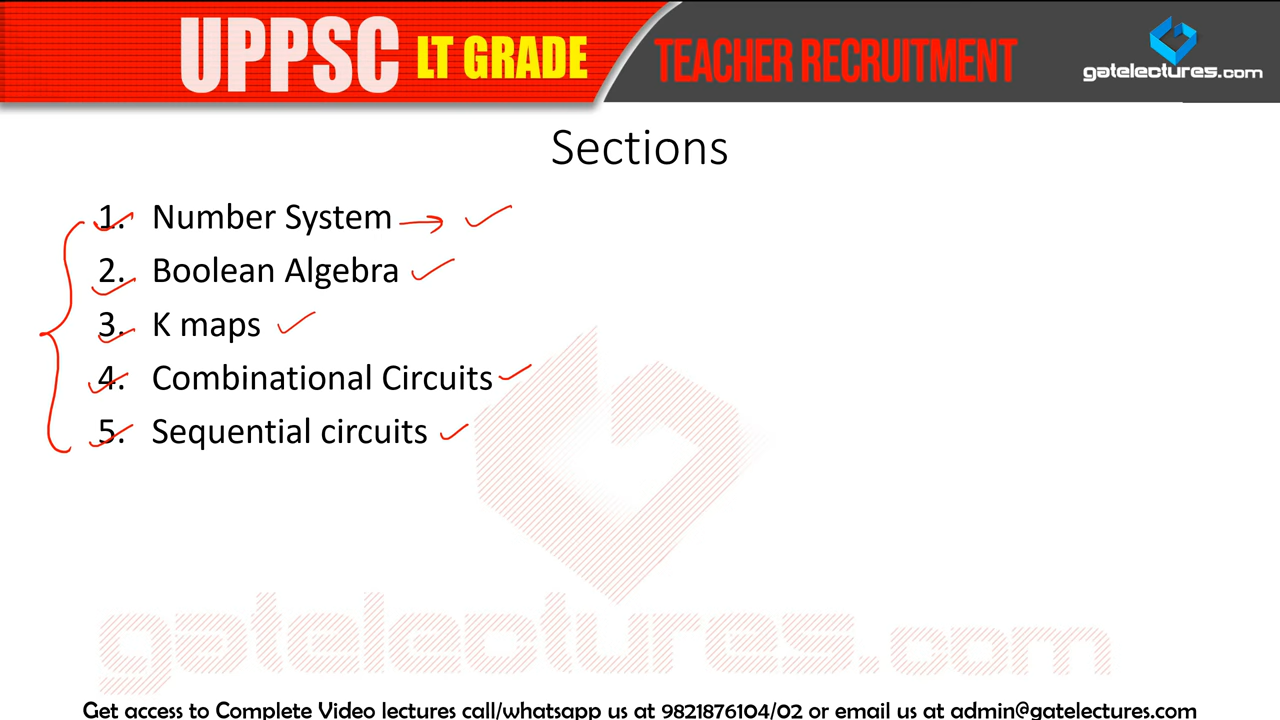 UPPSC LT GRADE TEACHER RECRUITMENT
gatelectures.com
Sections
1. Number System
2. Boolean Algebra
3. K maps
4. Combinational Circuits
5. Sequential circuits
gatelectures.com
Get access to Complete Video lectures call/whatsapp us at 9821876104/02 or email us at admin@gatelectures.com